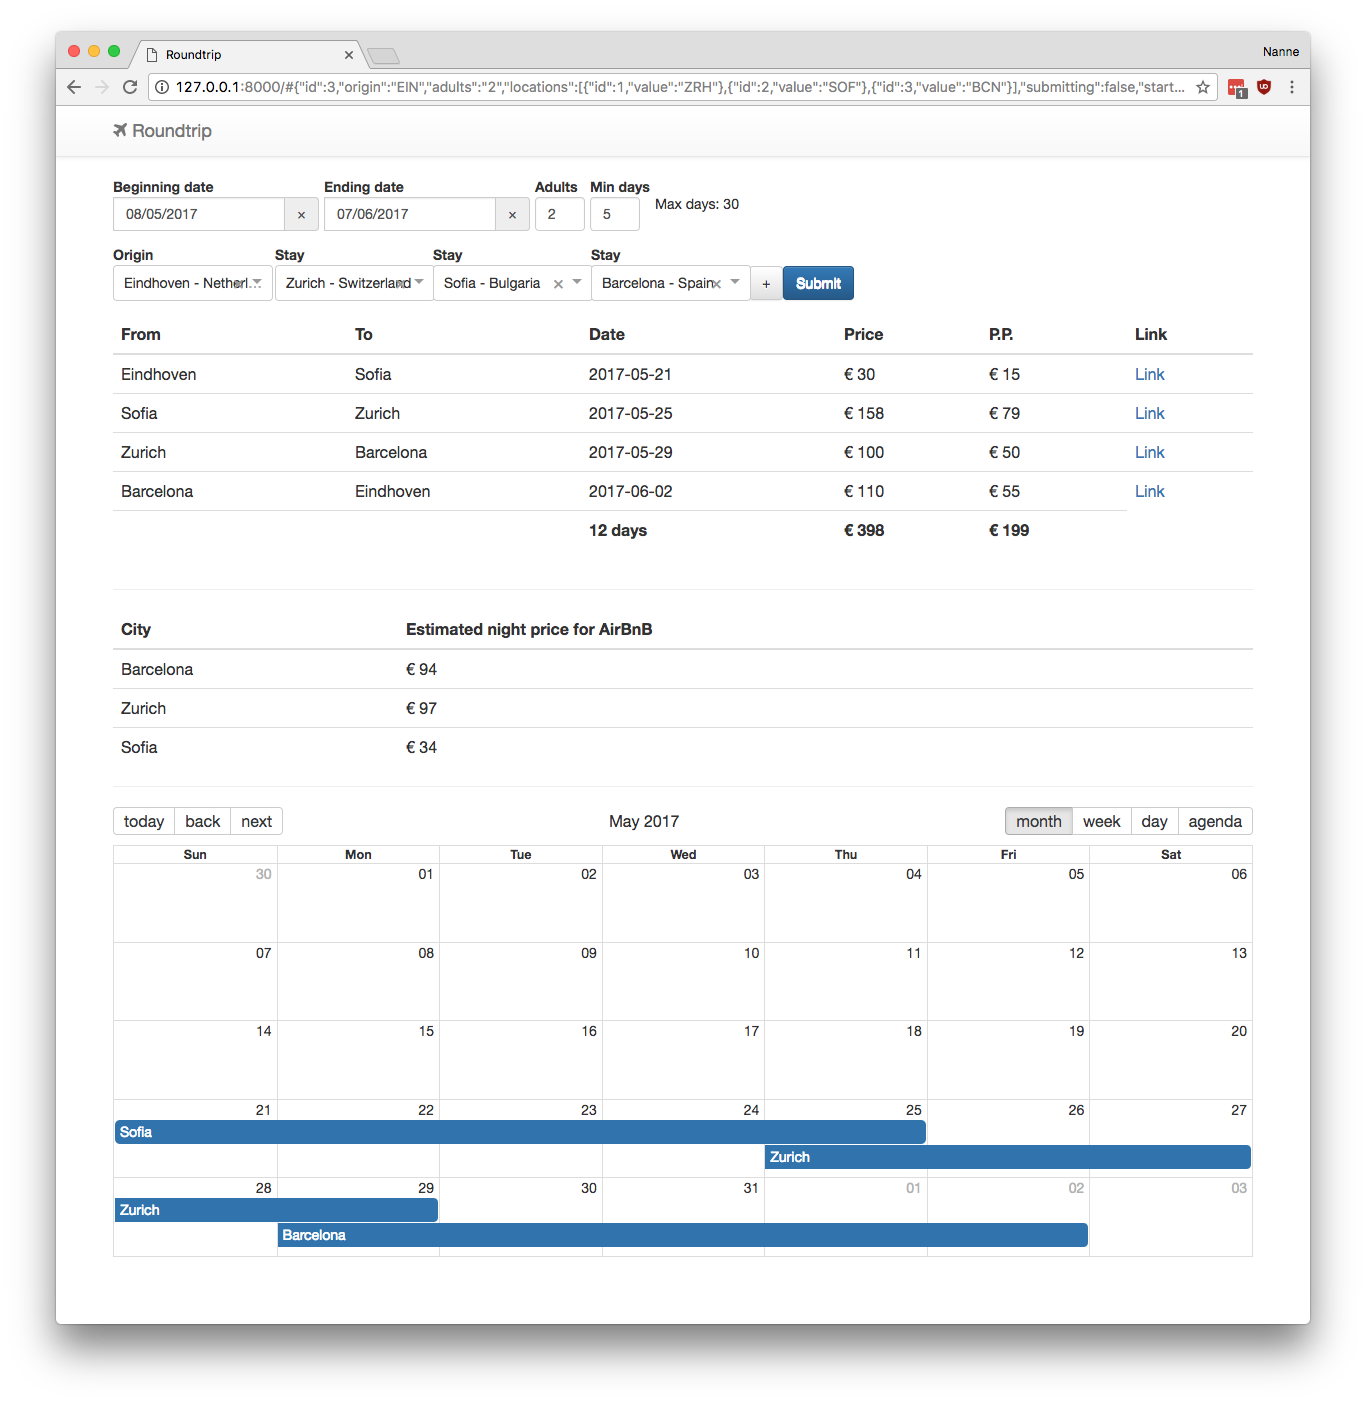 Roundtrip
Nanne
127.0.0.1:8000/#{"id":3,"origin":"EIN","adults":"2","locations":[{"id":1,"value":"ZRH"},{"id":2,"value":"SOF"},{"id":3,"value":"BCN"}],"submitting":false,"start...
1
Roundtrip
Beginning date Ending date Adults Min days
08/05/2017 × 07/06/2017 × 2 5 Max days: 30
Origin Stay Stay Stay
Eindhoven - Netherl... × Zurich - Switzerland × Sofia - Bulgaria × Barcelona - Spain × + Submit
From To Date Price P.P. Link
Eindhoven Sofia 2017-05-21 € 30 € 15 Link
Sofia Zurich 2017-05-25 € 158 € 79 Link
Zurich Barcelona 2017-05-29 € 100 € 50 Link
Barcelona Eindhoven 2017-06-02 € 110 € 55 Link
12 days € 398 € 199
City Estimated night price for AirBnB
Barcelona € 94
Zurich € 97
Sofia € 34
today back next May 2017 month week day agenda
Sun Mon Tue Wed Thu Fri Sat
30 01 02 03 04 05 06
07 08 09 10 11 12 13
14 15 16 17 18 19 20
21 22 23 24 25 26 27
Sofia
Zurich
28 29 30 31 01 02 03
Zurich
Barcelona